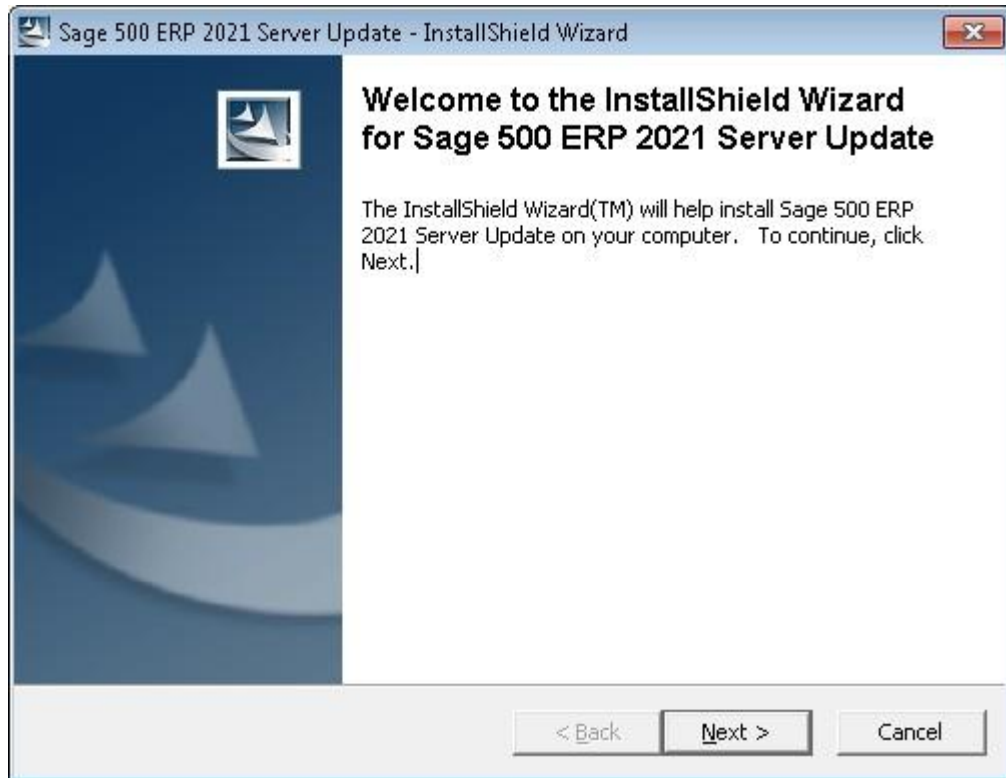 Sage 500 ERP 2021 Server Update - InstallShield Wizard
Welcome to the InstallShield Wizard
for Sage 500 ERP 2021 Server Update
The InstallShield Wizard(TM) will help install Sage 500 ERP
2021 Server Update on your computer.   To continue, click
Next.
< Back
Next >
Cancel